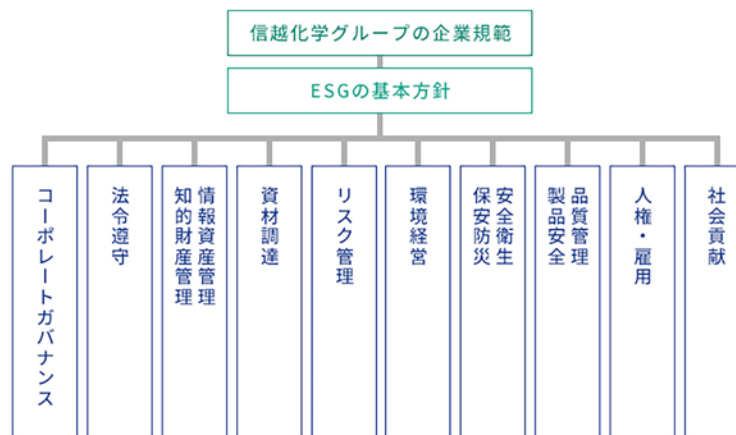 信越化学グループの企業規範
ESGの基本方針
コーポレートガバナンス
法令遵守
情報資産管理
知的財産管理
資材調達
リスク管理
環境経営
安全衛生
保安防災
品質管理
製品安全
人権・雇用
社会貢献